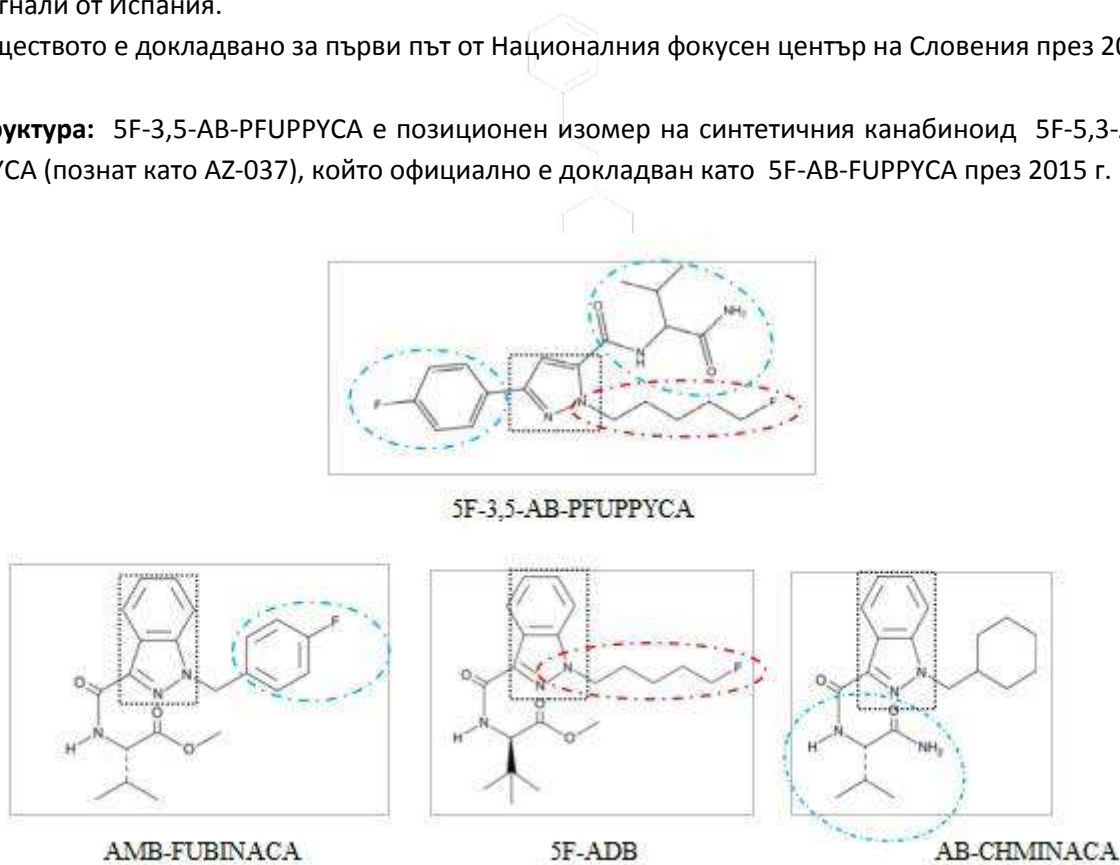 гнали от Испания.
ществото е докладвано за първи път от Националния фокусен център на Словения през 20
руктура: 5F-3,5-AB-PFUPPYCA е позиционен изомер на синтетичния канабиноид 5F-5,3-
YCA (познат като AZ-037), който официално е докладван като 5F-AB-FUPPYCA през 2015 г.
O
NH2
N
H
O
F
N
N
F
5F-3,5-AB-PFUPPYCA
F
O
N
N
H
N
O
O
F
O
N
N
H
N
O
O
O
N
N
H
N
O
NH2
AMB-FUBINACA
5F-ADB
AB-CHMINACA